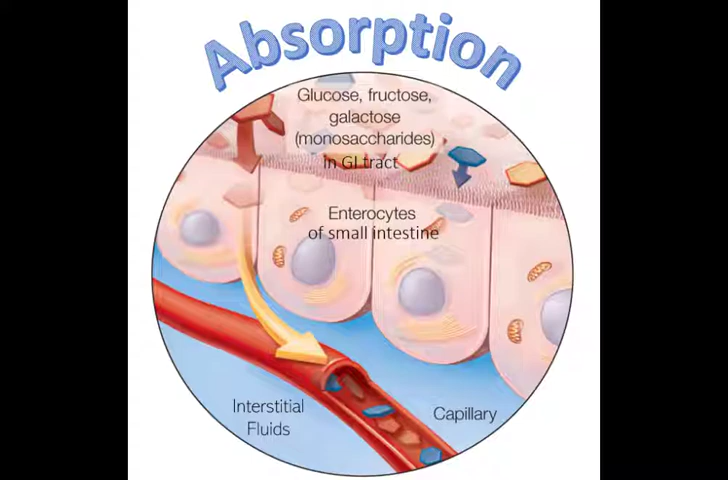 Absorption
Glucose, fructose,
galactose
(monosaccharides)
in GI tract
Enterocytes
of small intestine
Interstitial
Fluids
Capillary